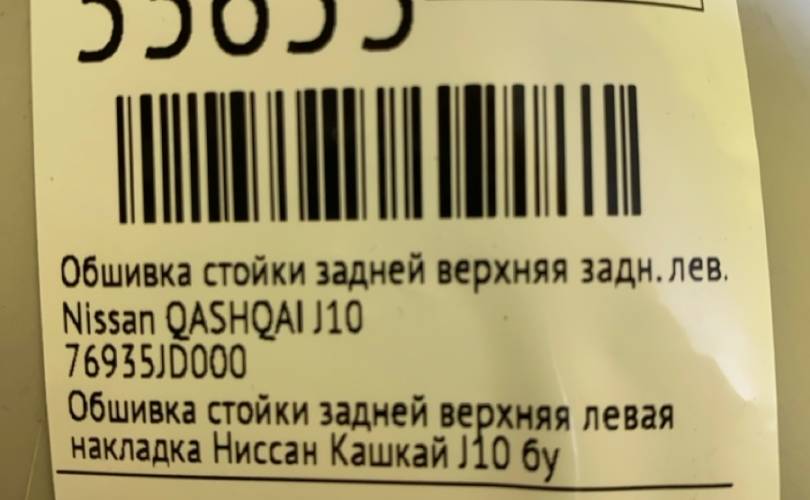 Обшивка стойки задней верхняя задн. лев.
Nissan QASHQAI J10
76935JD000
Обшивка стойки задней верхняя левая
накладка Ниссан Кашкай J10 бу